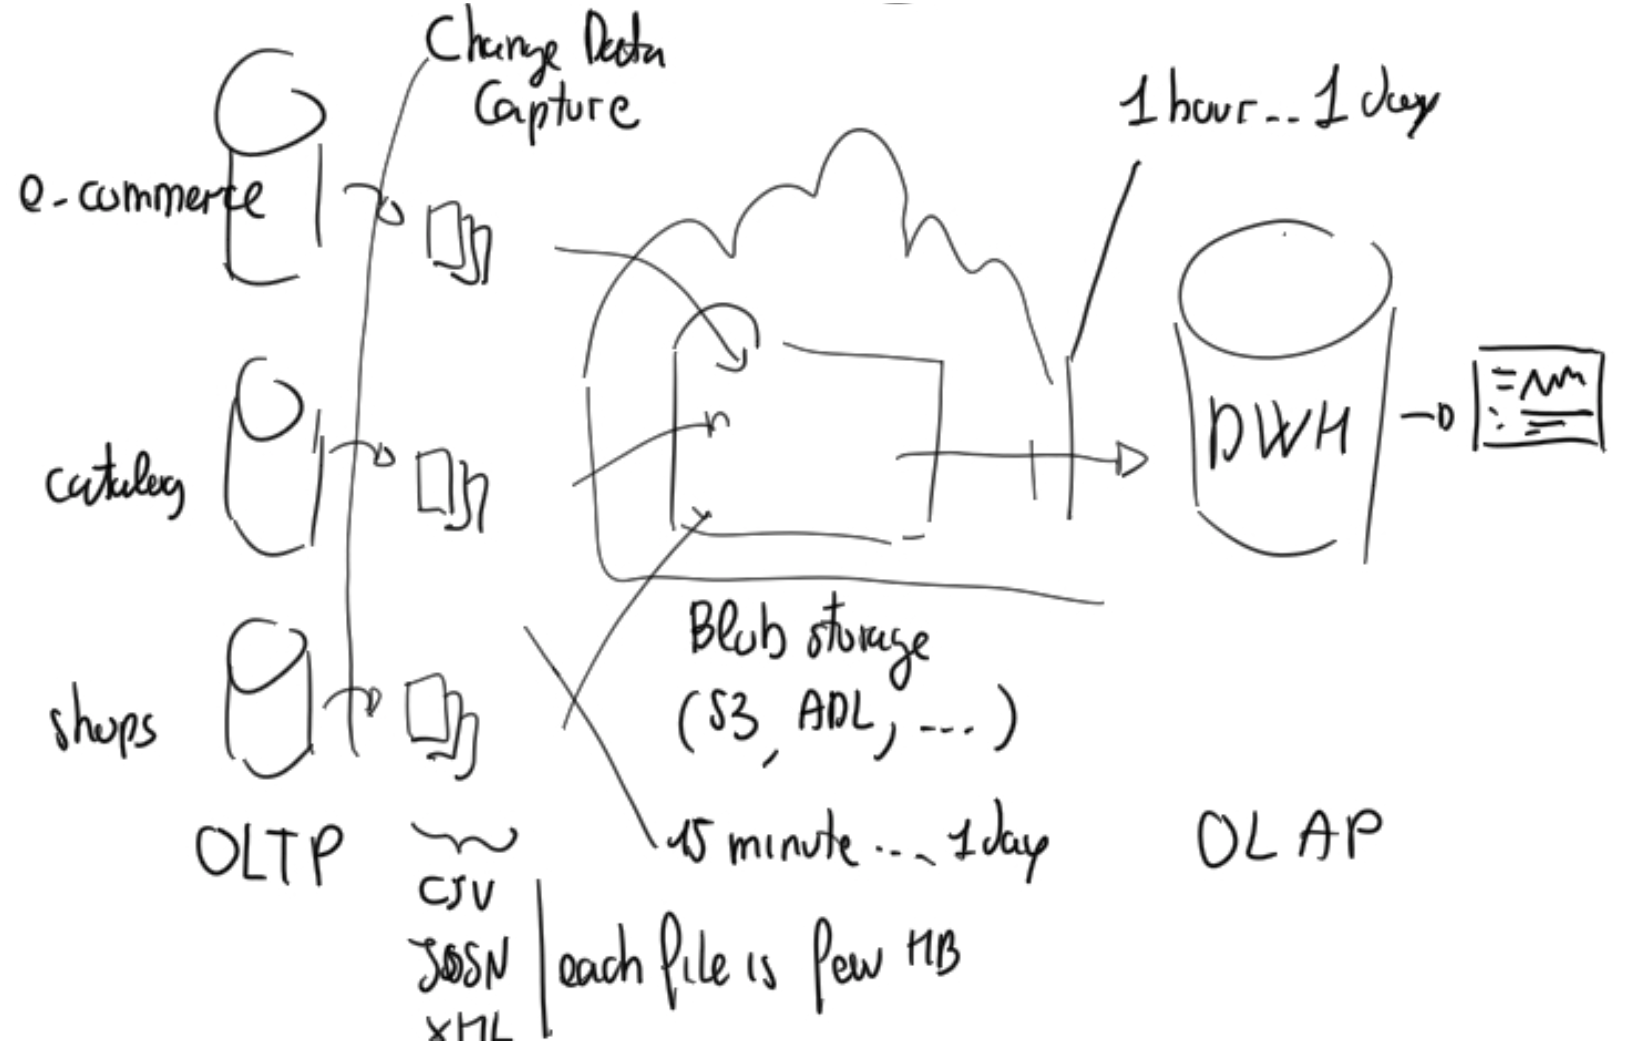 Change Data
Capture
1 hour... 1 day
e-commerce
catalog
DWH
shops
Blob storage
(S3, ADL, ....)
OLTP
15 minute.... 1 day
OLAP
CSV
JOSN
XML
each file is few MB